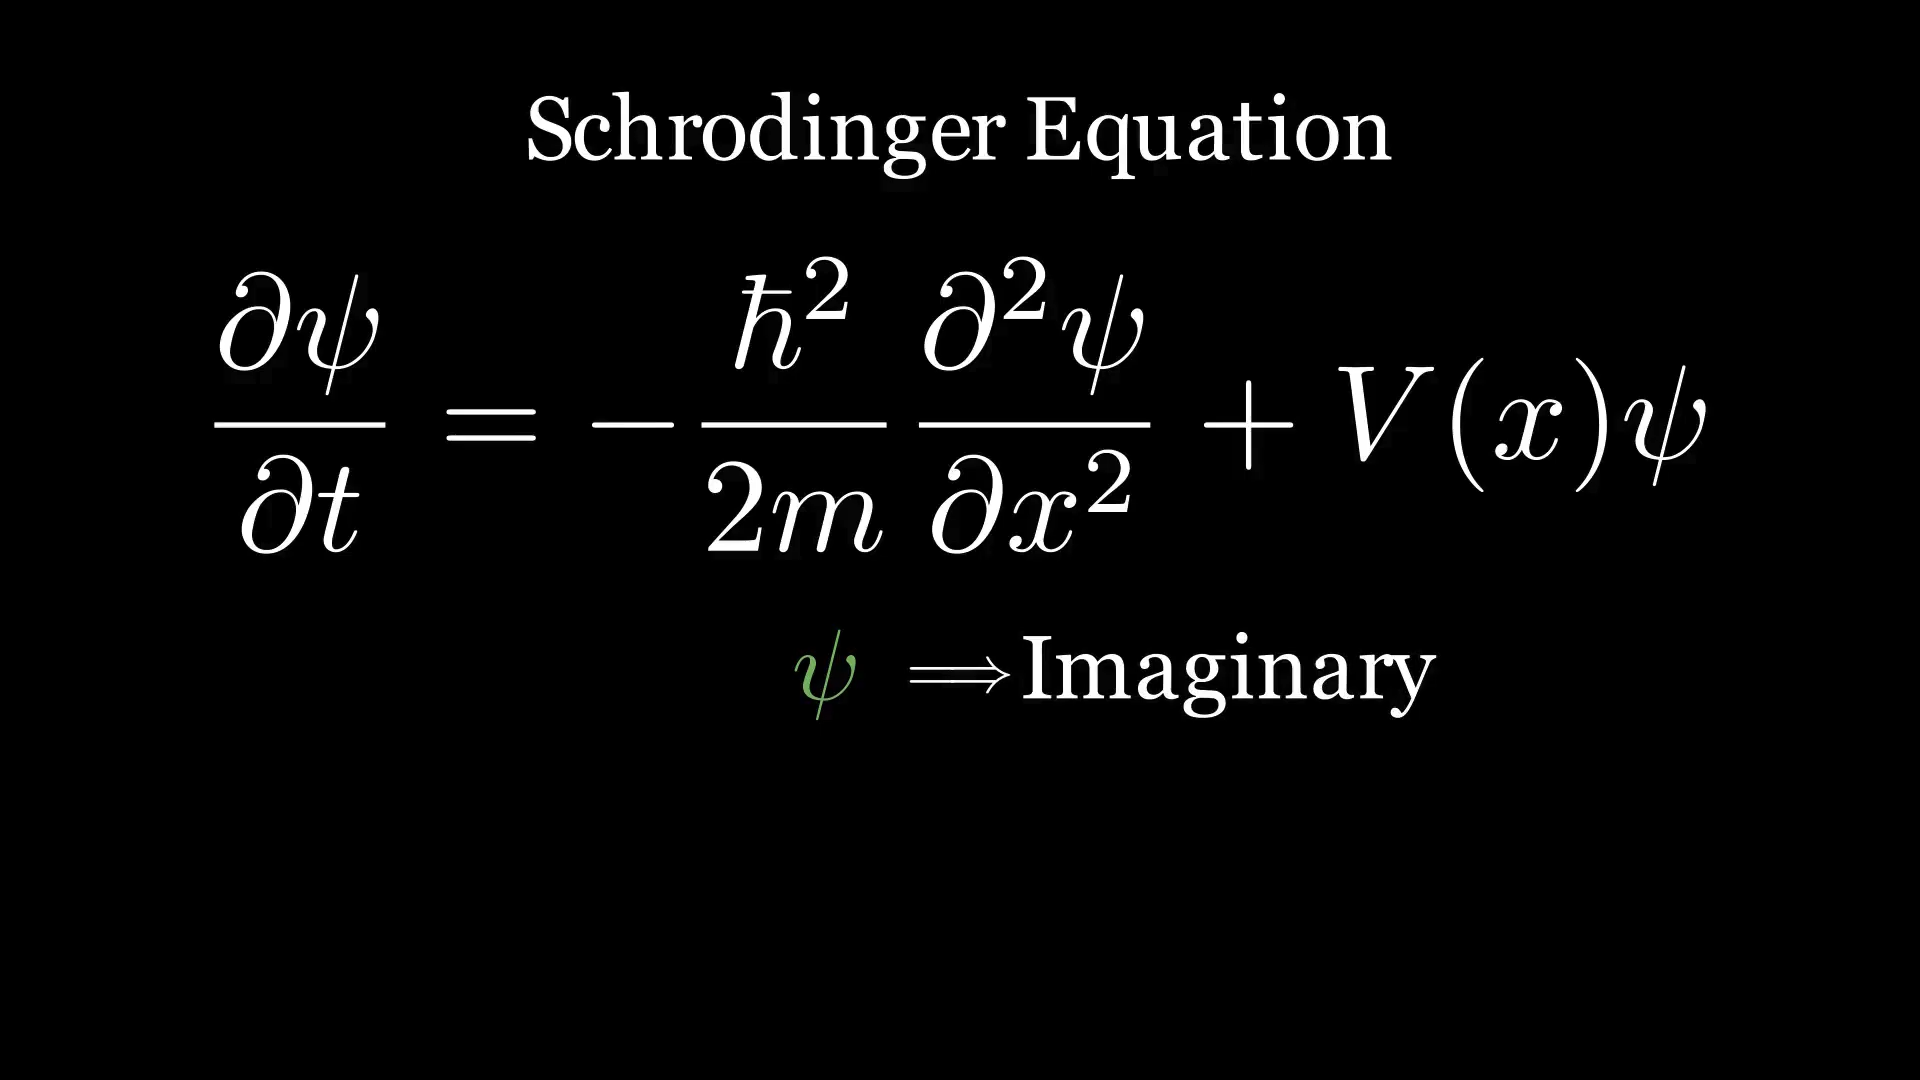 Schrodinger Equation
∂ψ/∂t = −ħ²/2m ∂²ψ/∂x² + V(x)ψ
ψ ⟹ Imaginary